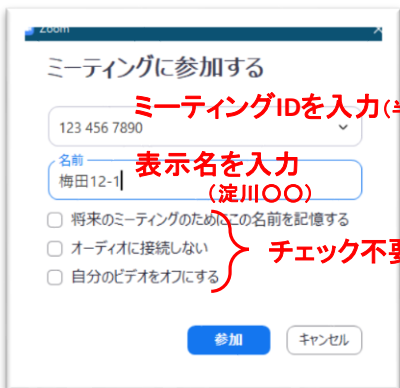 Zoom
ミーティングに参加する
ミーティングIDを入力(
123 456 7890
名前
表示名を入力
梅田12-1
(淀川〇〇)
将来のミーティングのためにこの名前を記憶する
オーディオに接続しない
チェック不要
自分のビデオをオフにする
参加
キャンセル